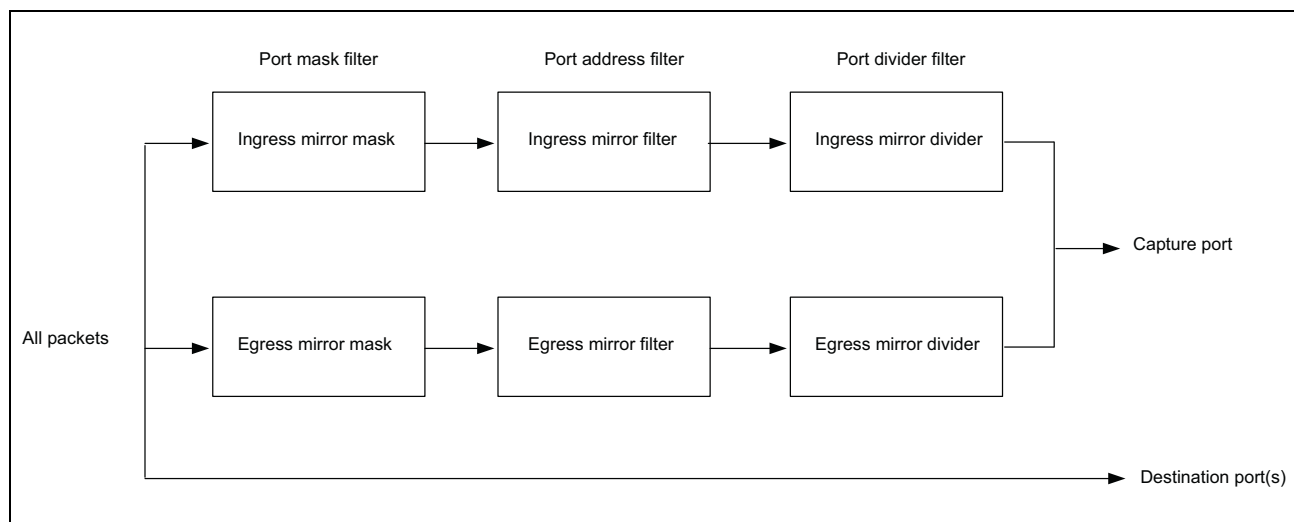 Port mask filter
Port address filter
Port divider filter
Ingress mirror mask
Ingress mirror filter
Ingress mirror divider
Capture port
All packets
Egress mirror mask
Egress mirror filter
Egress mirror divider
Destination port(s)